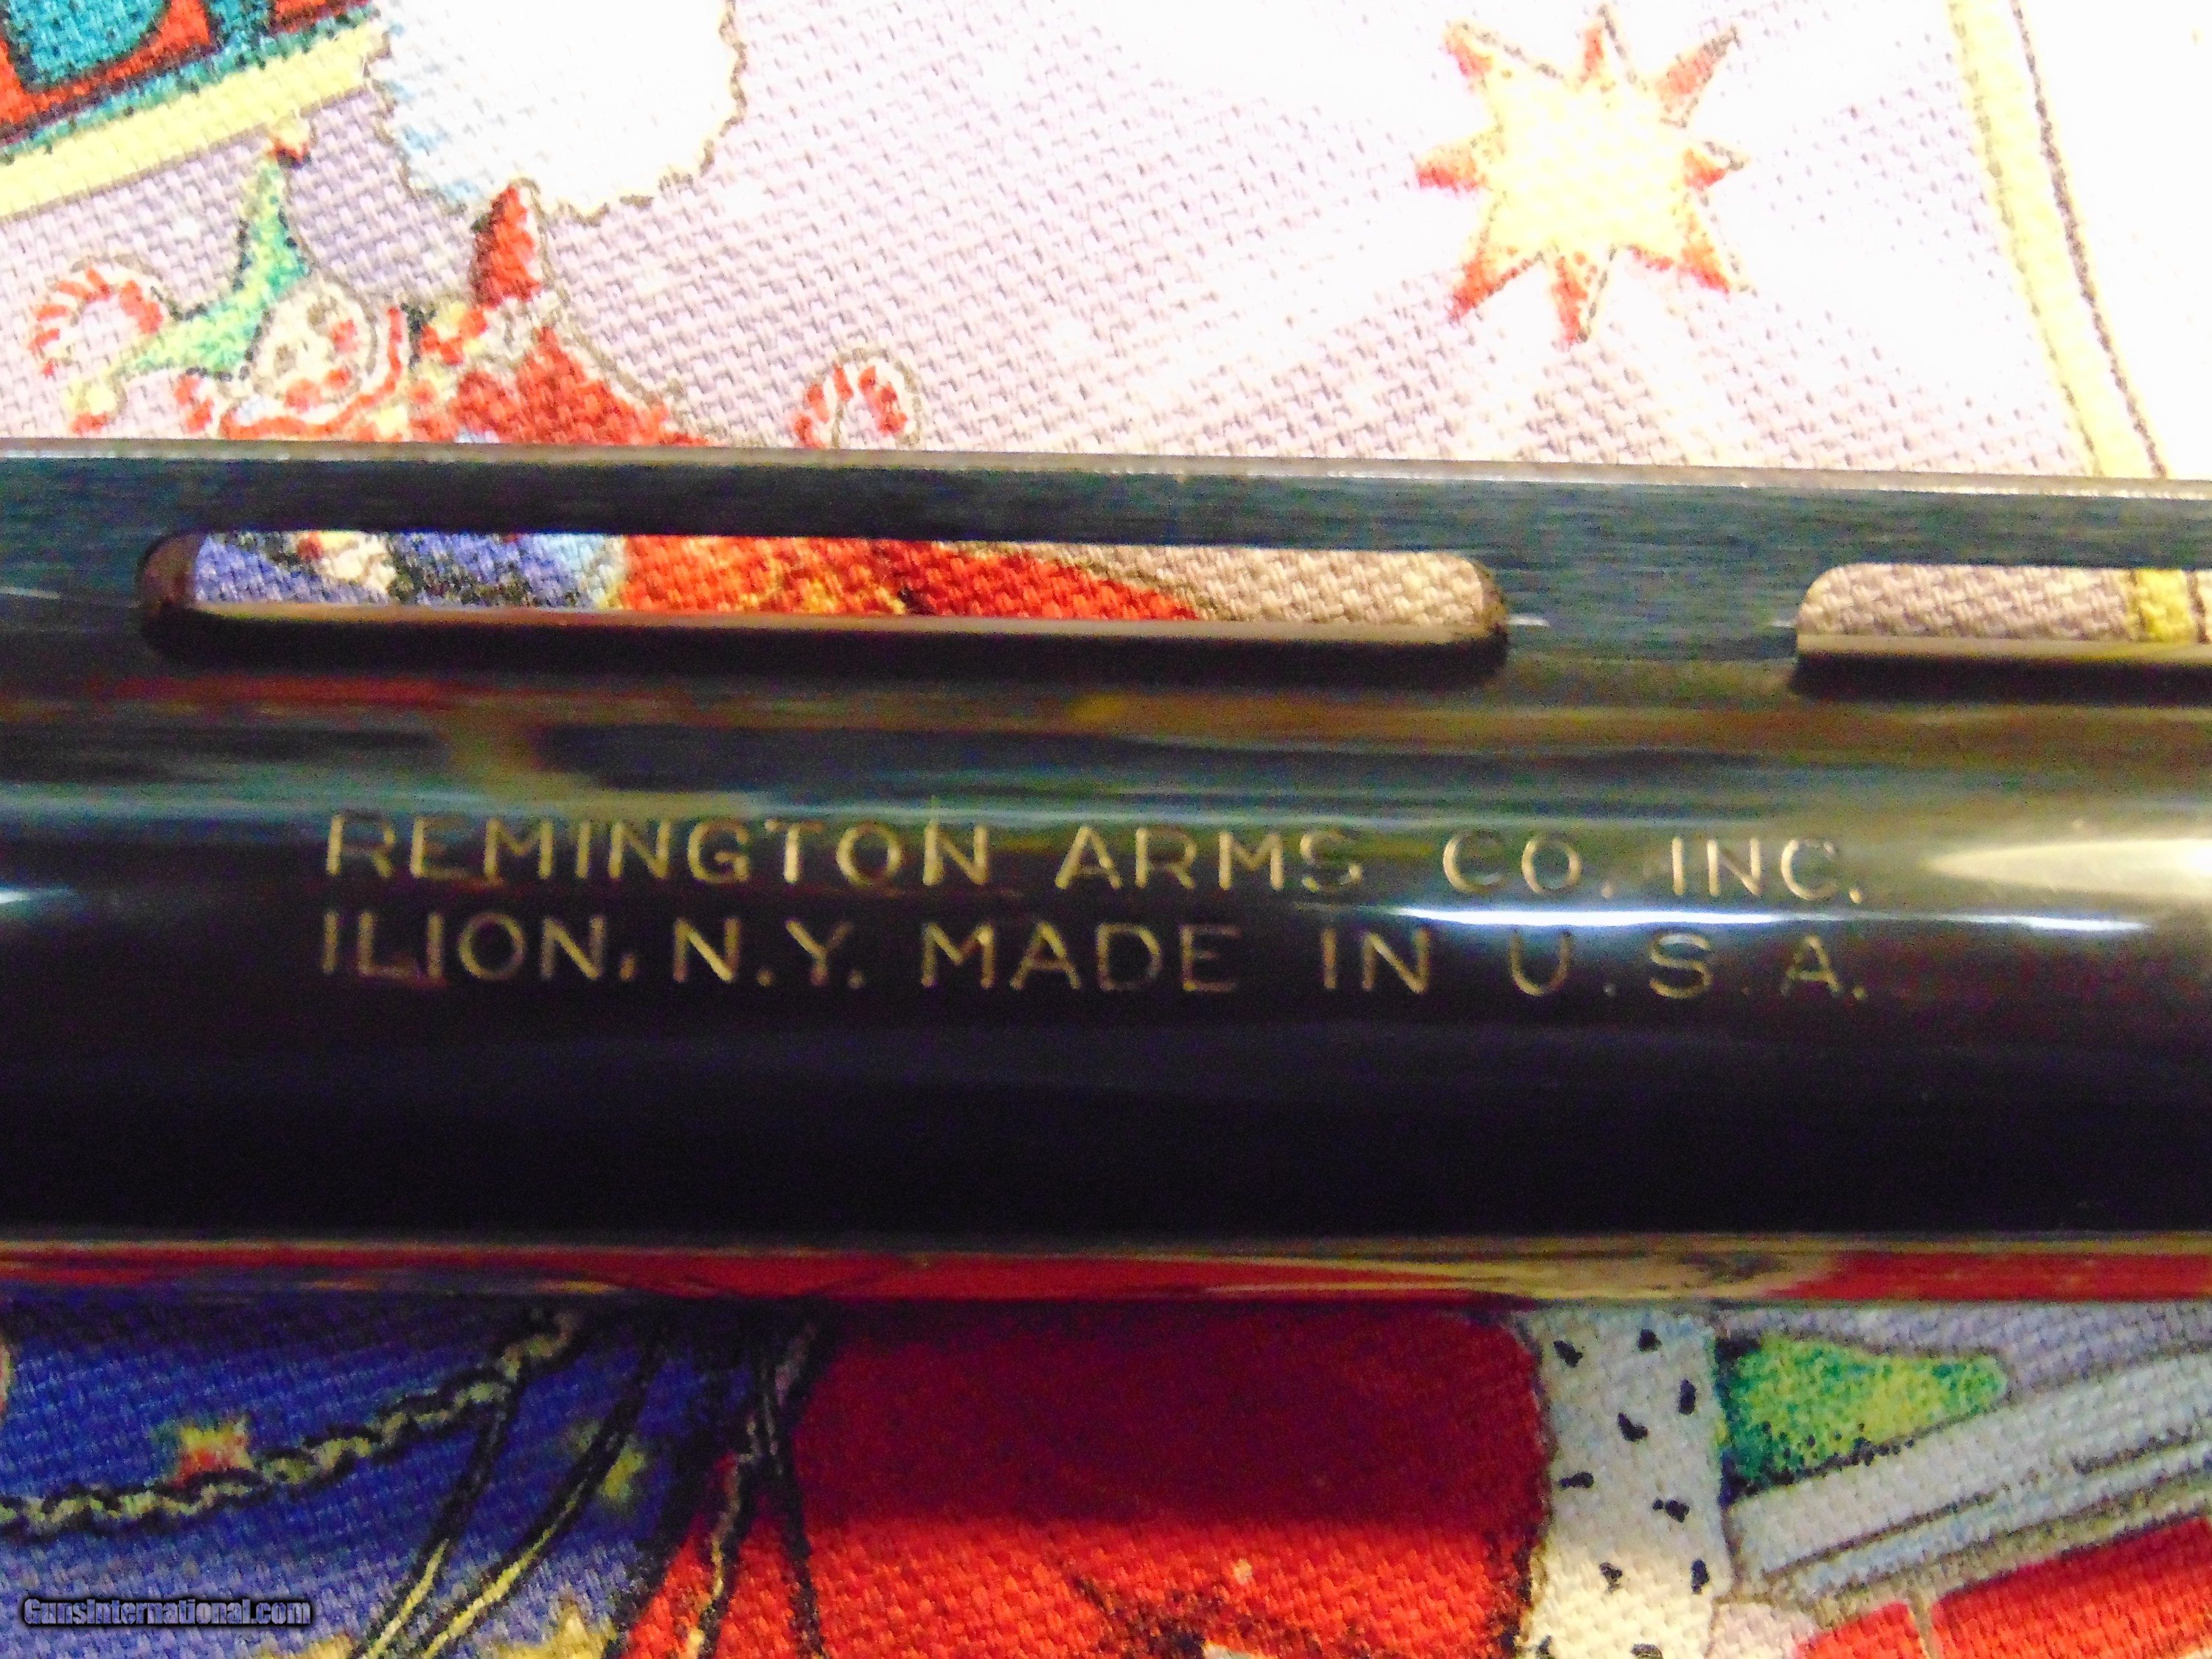 REMINGTON ARMS CO. INC.
ILION, N.Y. MADE IN U.S.A.
GunsInternational.com